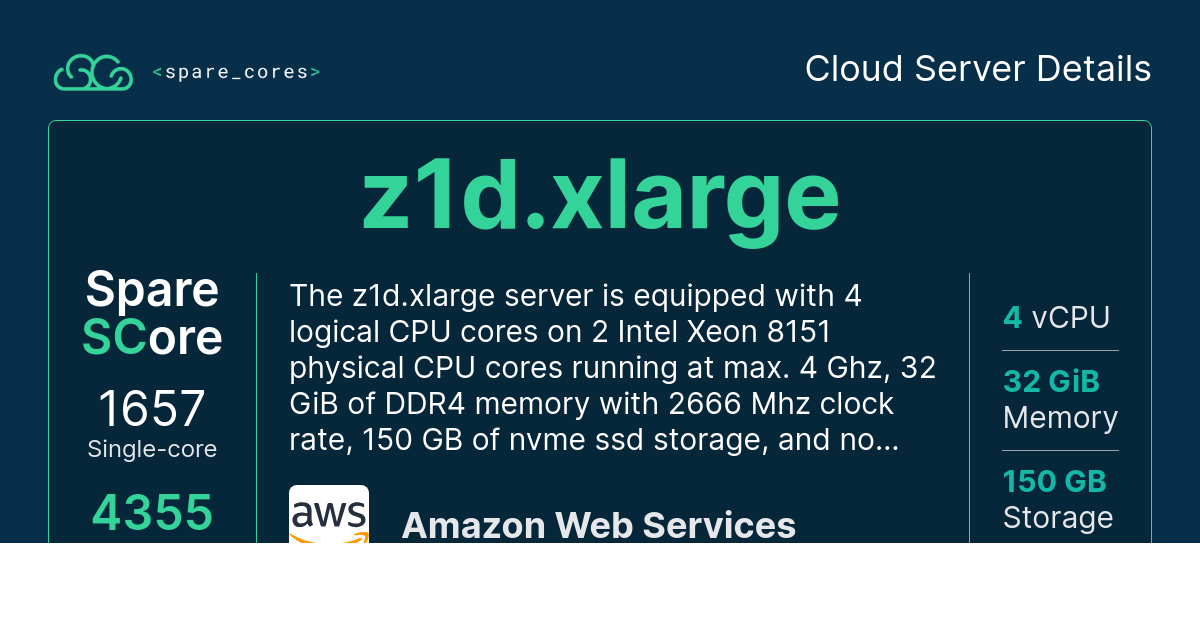 <spare_cores>
Cloud Server Details
z1d.xlarge
Spare
SCore
1657
Single-core
4355
The z1d.xlarge server is equipped with 4
logical CPU cores on 2 Intel Xeon 8151
physical CPU cores running at max. 4 Ghz, 32
GiB of DDR4 memory with 2666 Mhz clock
rate, 150 GB of nvme ssd storage, and no...
aws
Amazon Web Services
4 vCPU
32 GiB
Memory
150 GB
Storage